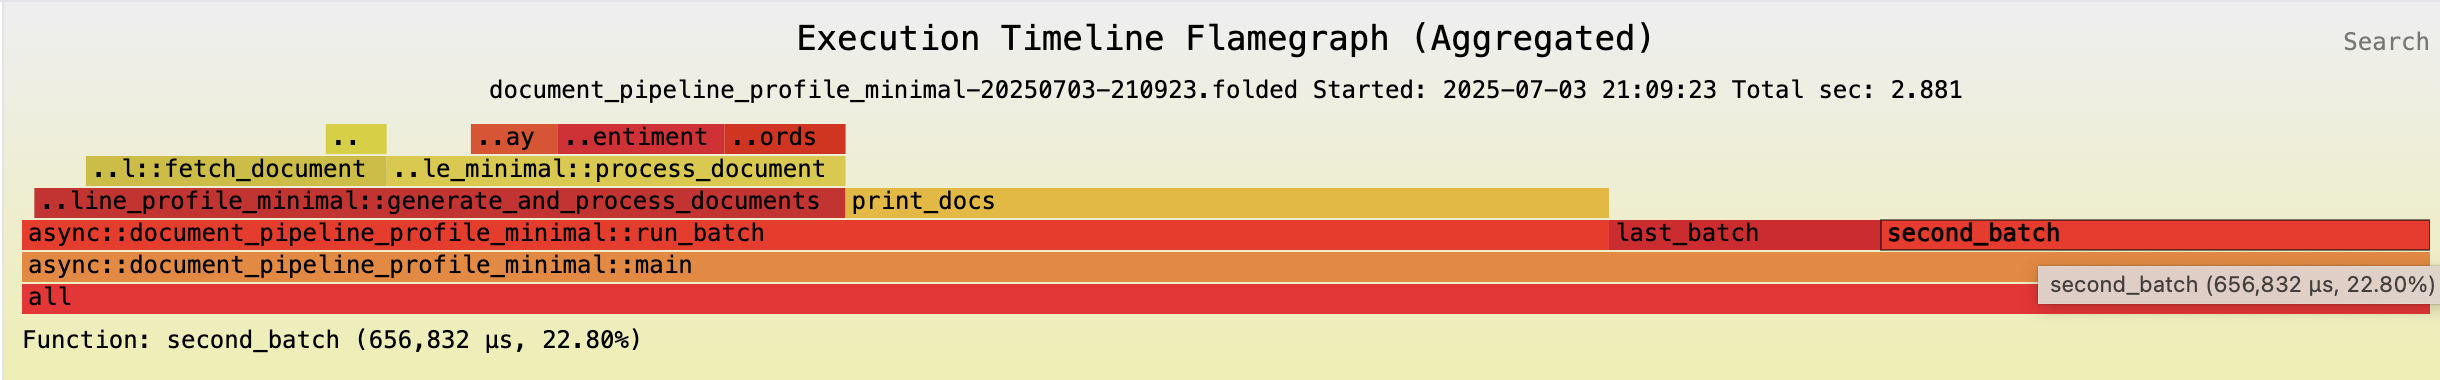 Execution Timeline Flamegraph (Aggregated)
Search
document_pipeline_profile_minimal-20250703-210923.folded Started: 2025-07-03 21:09:23 Total sec: 2.881
.. ..ay ..entiment ..ords
..l::fetch_document ..le_minimal::process_document
..line_profile_minimal::generate_and_process_documents print_docs
async::document_pipeline_profile_minimal::run_batch last_batch second_batch
async::document_pipeline_profile_minimal::main
second_batch (656,832 µs, 22.80%)
all
Function: second_batch (656,832 µs, 22.80%)